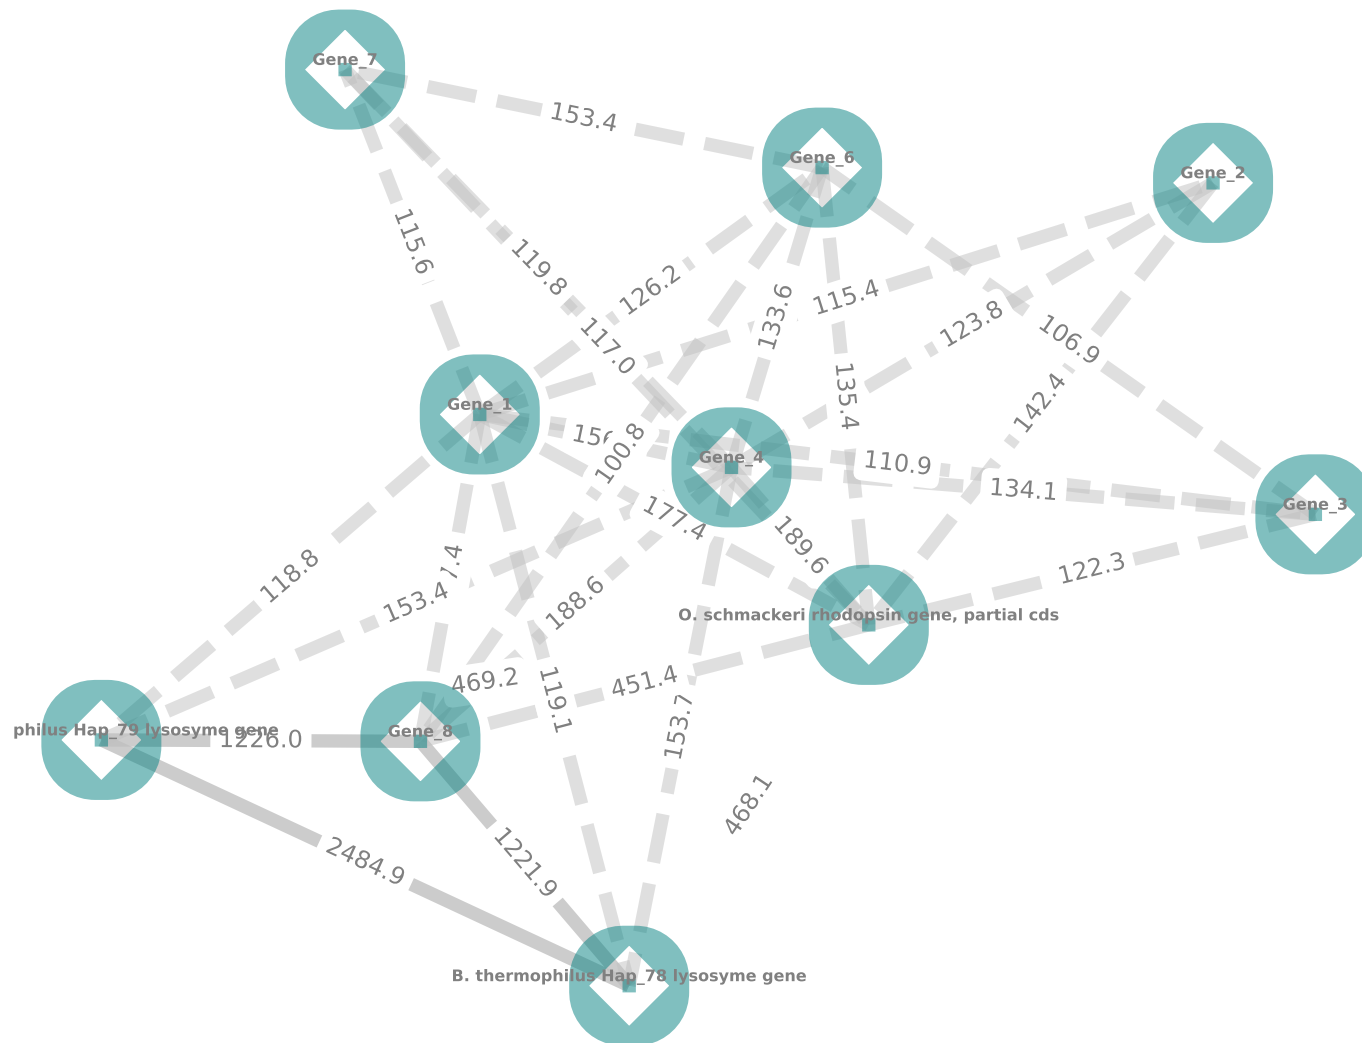 Gene_7
153.4
Gene_6
Gene_2
115.6
119.8
126.2
133.6
115.4
123.8
106.9
117.0
135.4
142.4
Gene_1
100.8
Gene_4
110.9
134.1
Gene_3
177.4
189.6
118.8
153.4
188.6
122.3
O. schmackeri rhodopsin gene, partial cds
469.2
451.4
119.1
153.7
philus Hap_79 lysosyme gene
1226.0
Gene_8
468.1
2484.9
1221.9
B. thermophilus Hap_78 lysosyme gene